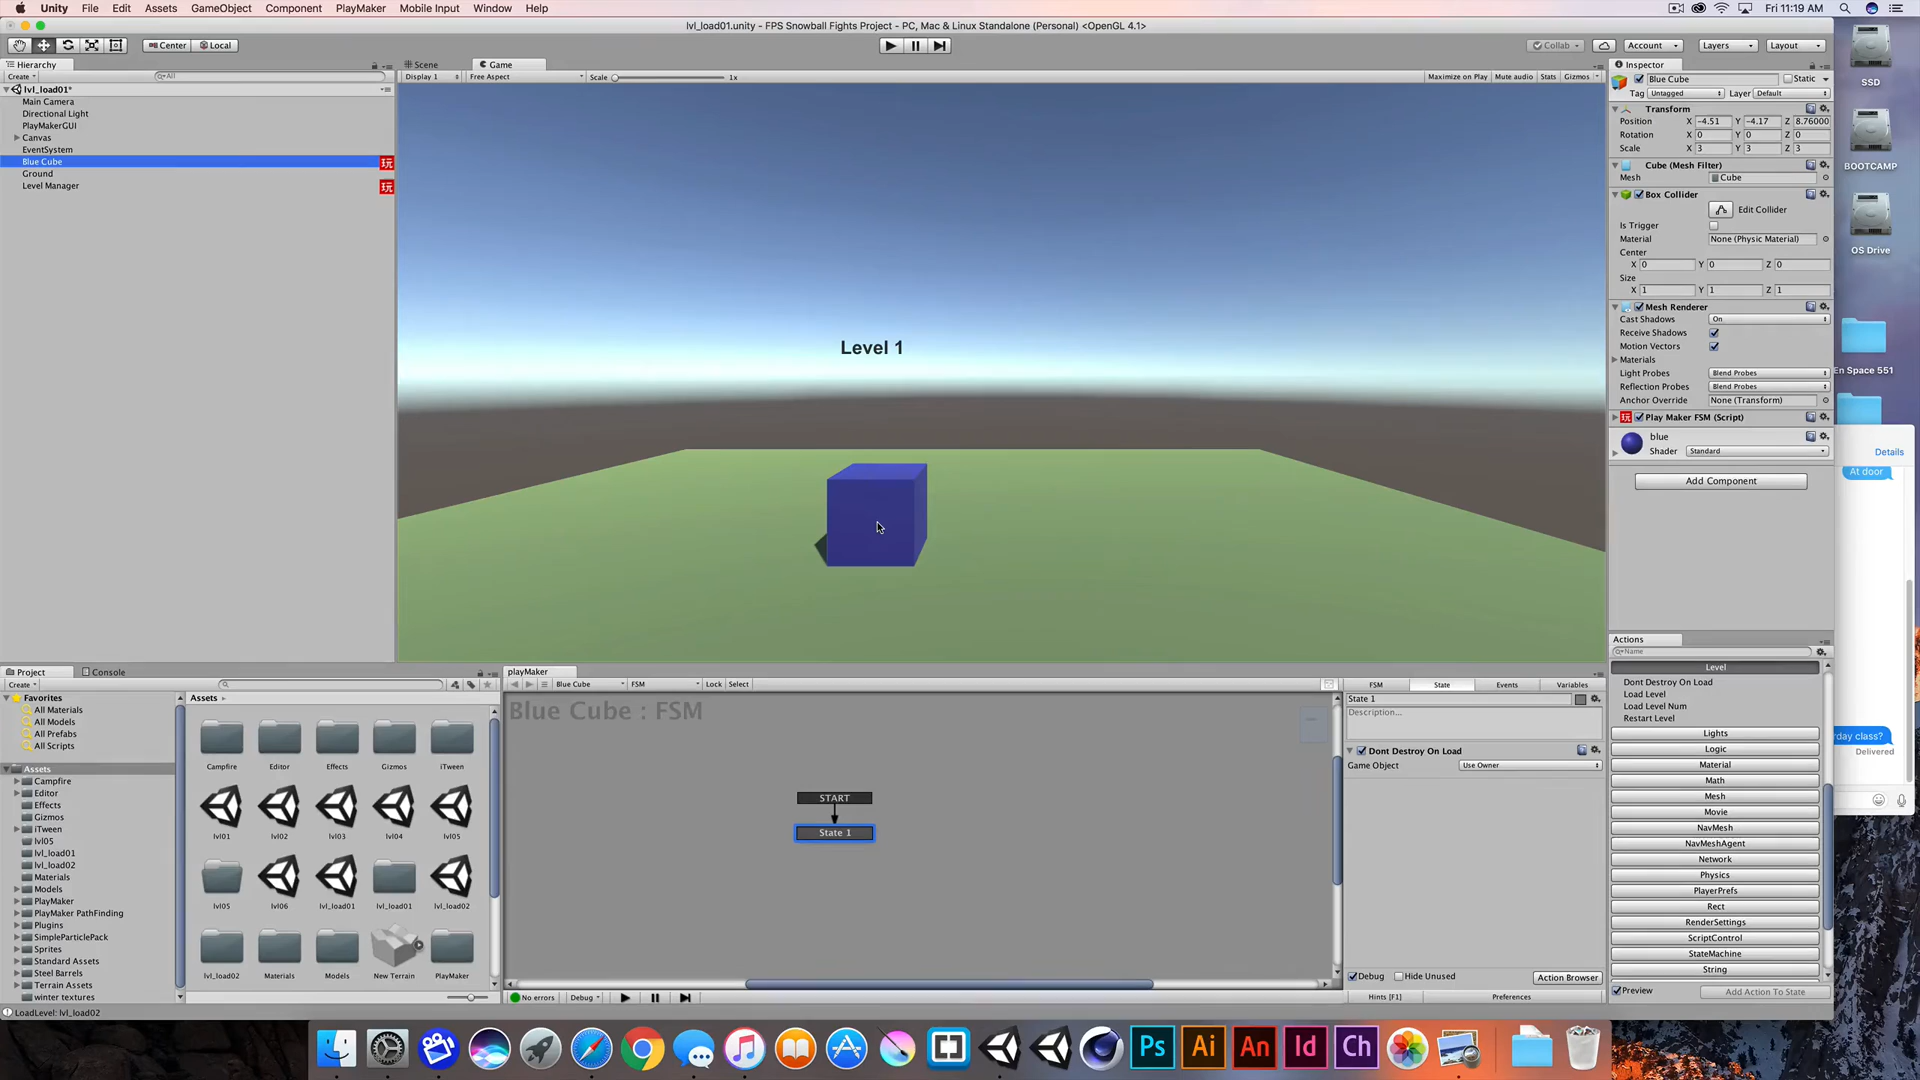 Unity File Edit Assets GameObject Component PlayMaker Mobile Input Window Help
Fri 11:19 AM
lvl_load01.unity - FPS Snowball Fights Project - PC, Mac & Linux Standalone (Personal) <OpenGL 4.1>
Center Local
Collab Account Layers Layout
Hierarchy
Create All
lvl_load01*
Main Camera
Directional Light
PlayMakerGUI
Canvas
EventSystem
Blue Cube 玩
Ground
Level Manager 玩
Scene Game
Display 1 Free Aspect Scale 1x Maximize on Play Mute audio Stats Gizmos
Level 1
Inspector
Blue Cube Static
Tag Untagged Layer Default
Transform
Position X -4.51 Y -4.17 Z 8.76000
Rotation X 0 Y 0 Z 0
Scale X 3 Y 3 Z 3
Cube (Mesh Filter)
Mesh Cube
Box Collider
Edit Collider
Is Trigger
Material None (Physic Material)
Center
X 0 Y 0 Z 0
Size
X 1 Y 1 Z 1
Mesh Renderer
Cast Shadows On
Receive Shadows
Motion Vectors
Materials
Light Probes Blend Probes
Reflection Probes Blend Probes
Anchor Override None (Transform)
玩 Play Maker FSM (Script)
blue
Shader Standard
Add Component
Actions
Name
Level
Dont Destroy On Load
Load Level
Load Level Num
Restart Level
Lights
Logic
Material
Math
Mesh
Movie
NavMesh
NavMeshAgent
Network
Physics
PlayerPrefs
Rect
RenderSettings
ScriptControl
StateMachine
String
Preview Add Action To State
Project Console
Create
Favorites
All Materials
All Models
All Prefabs
All Scripts
Assets
Campfire
Editor
Effects
Gizmos
iTween
lvl05
lvl_load01
lvl_load02
Materials
Models
PlayMaker
PlayMaker PathFinding
Plugins
SimpleParticlePack
Sprites
Standard Assets
Steel Barrels
Terrain Assets
winter textures
Assets
Campfire Editor Effects Gizmos iTween
lvl01 lvl02 lvl03 lvl04 lvl05
lvl05 lvl06 lvl_load01 lvl_load01 lvl_load02
lvl_load02 Materials Models New Terrain PlayMaker
playMaker
Blue Cube FSM Lock Select
Blue Cube : FSM
START
State 1
No errors Debug
FSM State Events Variables
State 1
Description...
Dont Destroy On Load
Game Object Use Owner
Debug Hide Unused Action Browser
Hints [F1] Preferences
LoadLevel: lvl_load02
SSD
BOOTCAMP
OS Drive
En Space 551
Details
At door
rday class?
Delivered
Ps Ai An Id Ch